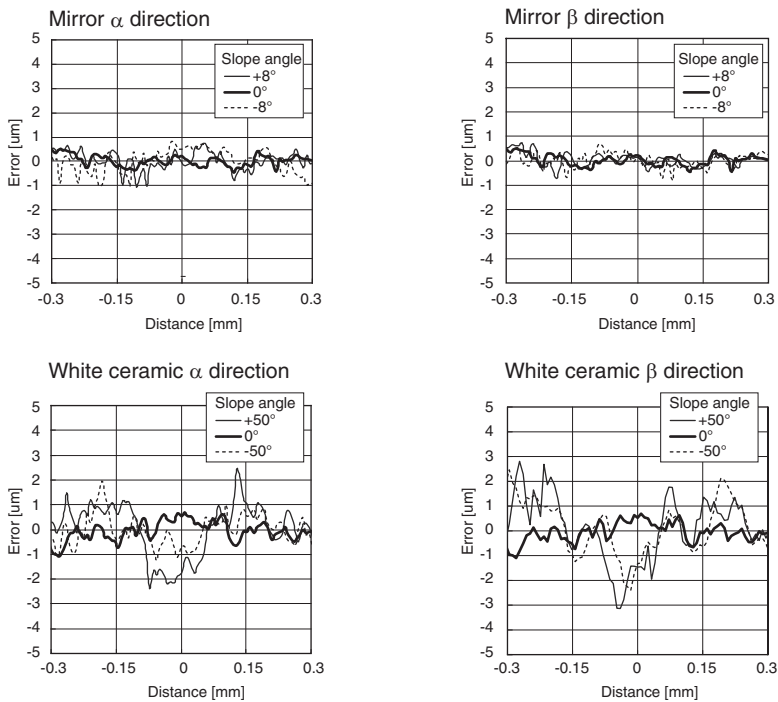 Mirror α direction
Error [um]
5
4
3
2
1
0
-1
-2
-3
-4
-5
Slope angle
+8°
0°
-8°
-0.3 -0.15 0 0.15 0.3
Distance [mm]
Mirror β direction
Error [um]
5
4
3
2
1
0
-1
-2
-3
-4
-5
Slope angle
+8°
0°
-8°
-0.3 -0.15 0 0.15 0.3
Distance [mm]
White ceramic α direction
Error [um]
5
4
3
2
1
0
-1
-2
-3
-4
-5
Slope angle
+50°
0°
-50°
-0.3 -0.15 0 0.15 0.3
Distance [mm]
White ceramic β direction
Error [um]
5
4
3
2
1
0
-1
-2
-3
-4
-5
Slope angle
+50°
0°
-50°
-0.3 -0.15 0 0.15 0.3
Distance [mm]